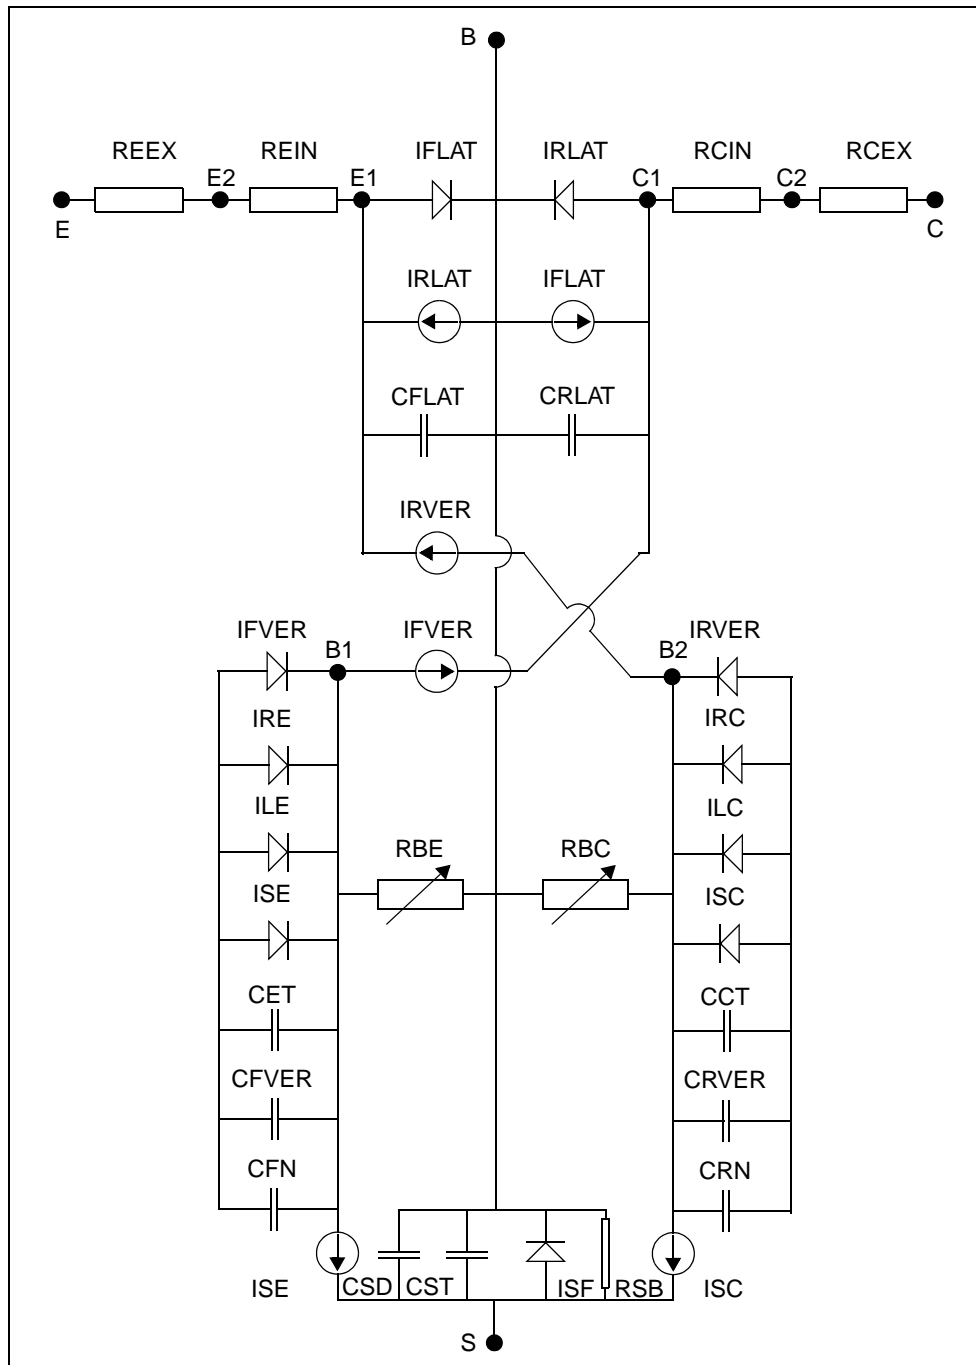 B
REEX REIN IFLAT IRLAT RCIN RCEX
E2 E1 C1 C2
E C
IRLAT IFLAT
CFLAT CRLAT
IRVER
IFVER B1 IFVER IRVER
B2
IRE IRC
ILE ILC
RBE RBC
ISE ISC
CET CCT
CFVER CRVER
CFN CRN
ISE CSD CST ISF RSB ISC
S